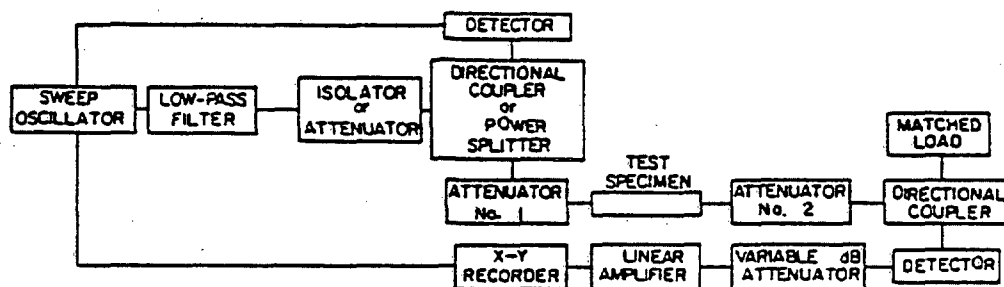 DETECTOR
DIRECTIONAL
COUPLER
or
POWER
SPLITTER
SWEEP
OSCILLATOR
LOW-PASS
FILTER
ISOLATOR
or
ATTENUATOR
MATCHED
LOAD
TEST
SPECIMEN
ATTENUATOR
No. 1
ATTENUATOR
No. 2
DIRECTIONAL
COUPLER
X-Y
RECORDER
LINEAR
AMPLIFIER
VARIABLE dB
ATTENUATOR
DETECTOR